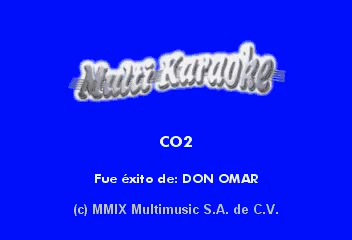 Multi Karaoke
CO2
Fue éxito de: DON OMAR
(c) MMIX Multimusic S.A. de C.V.